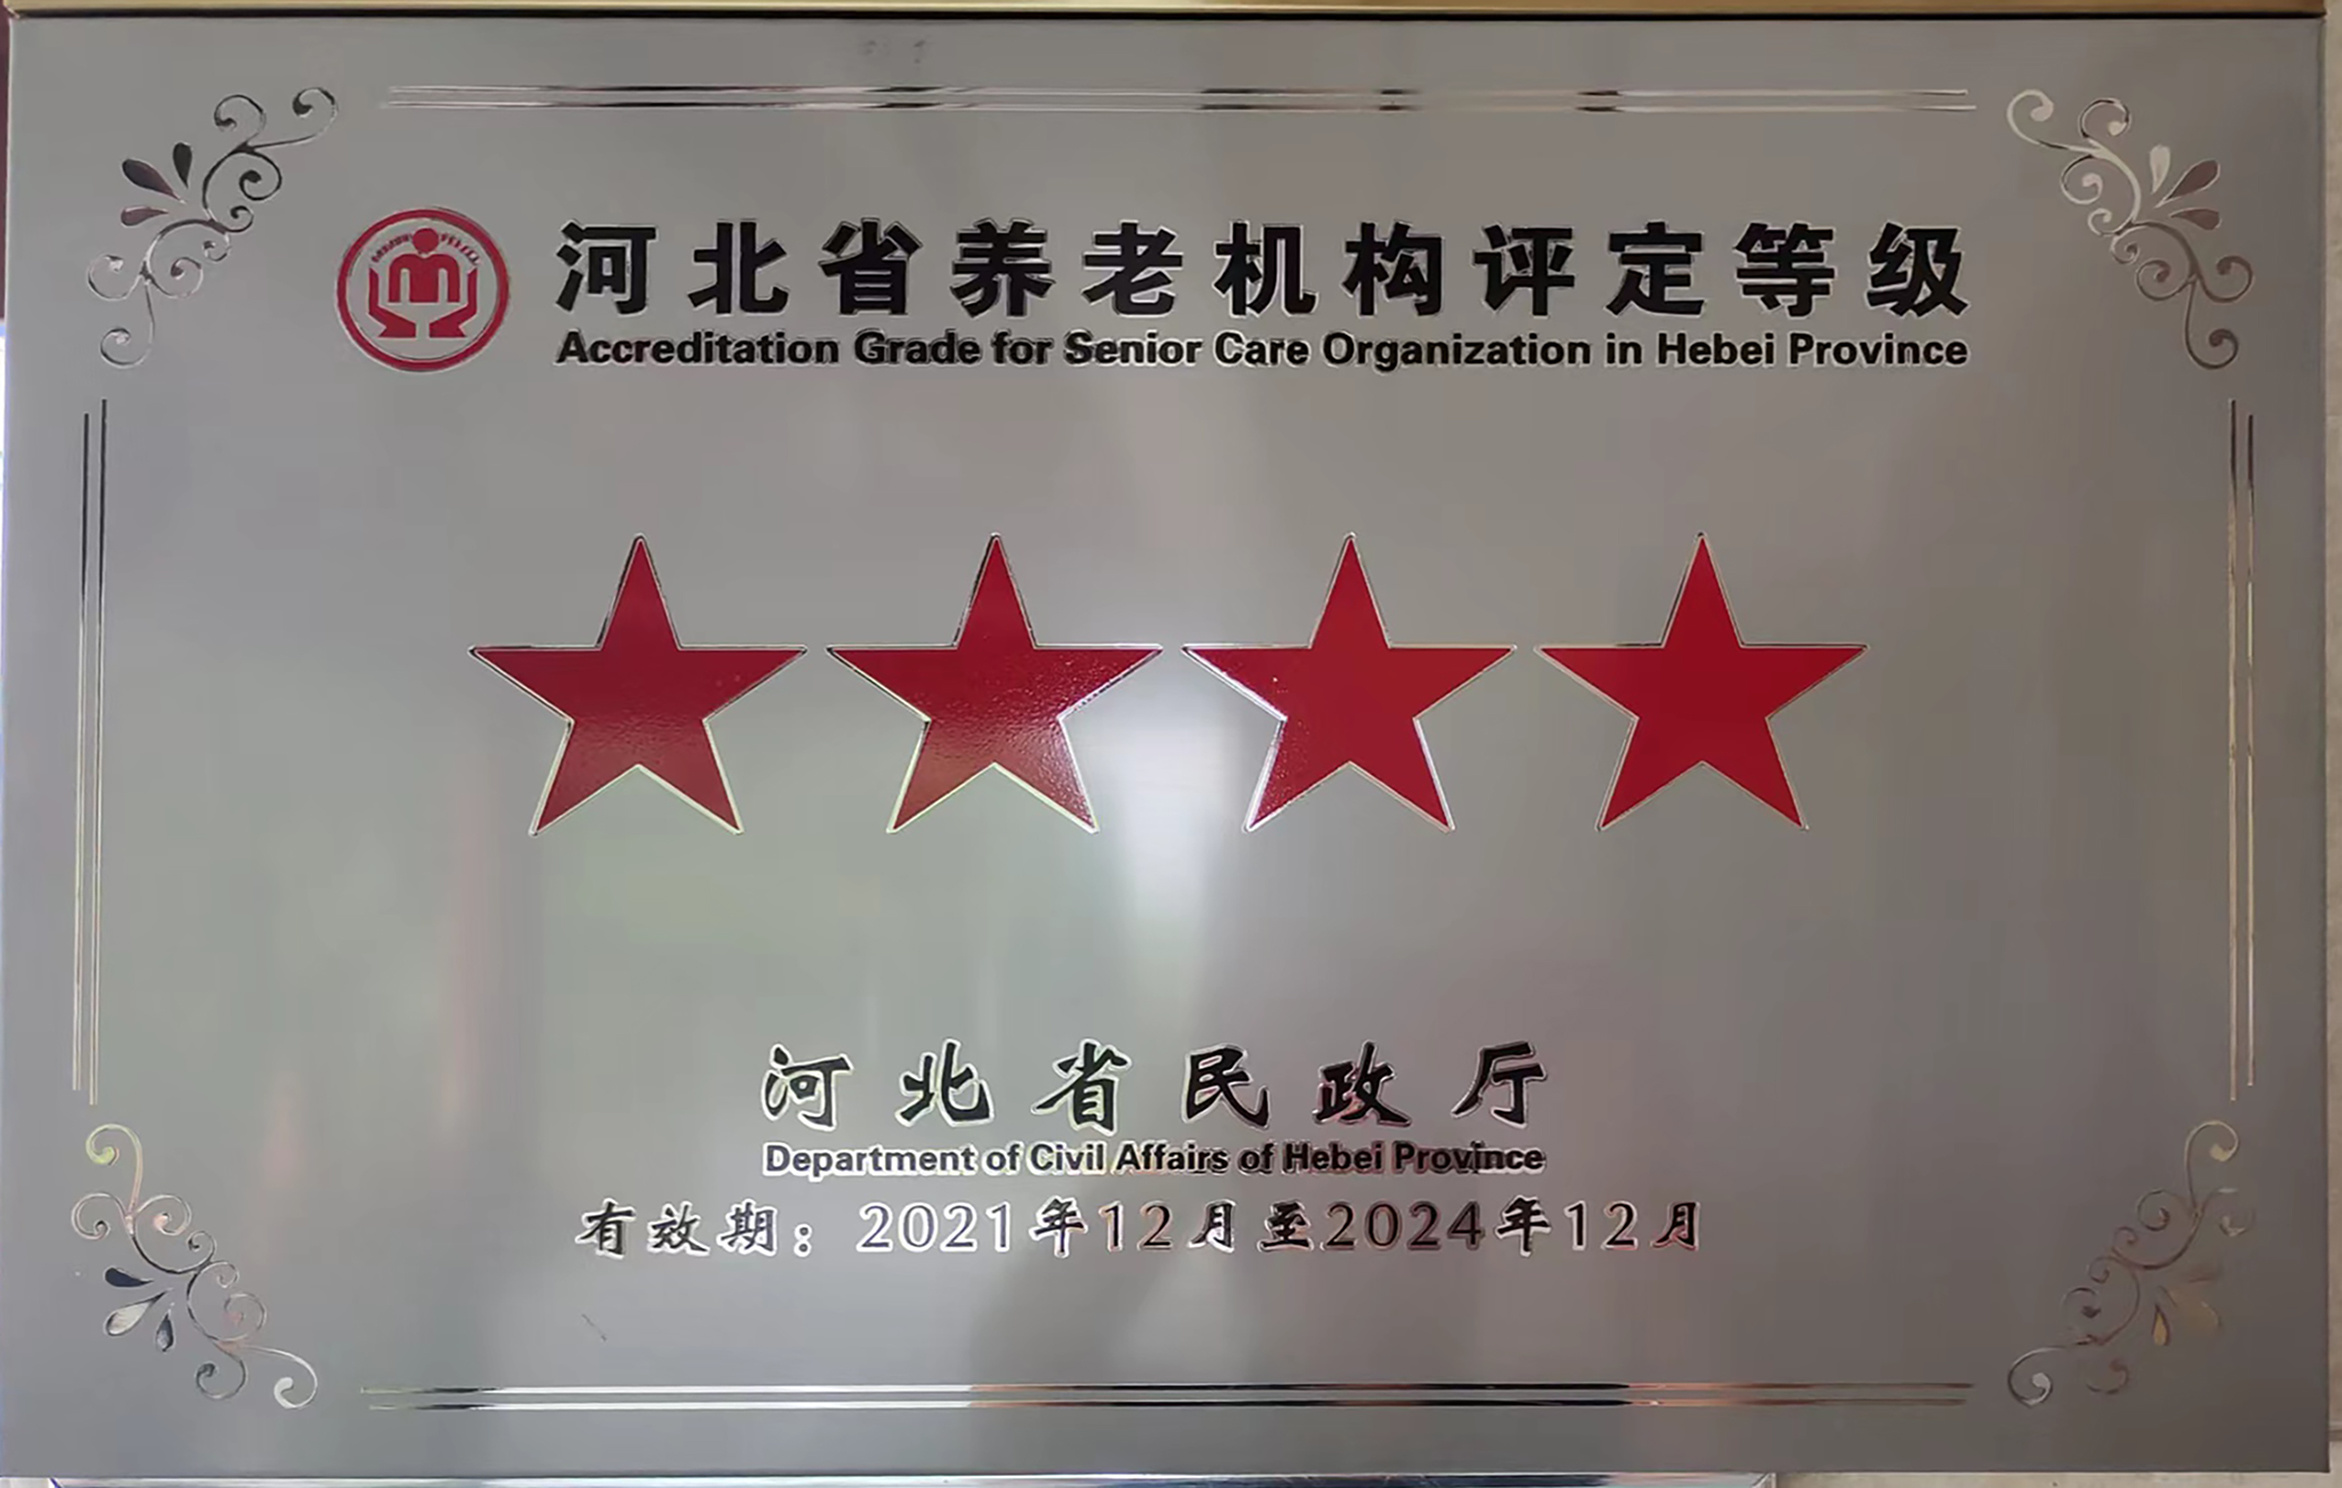 河北省养老机构评定等级
Accreditation Grade for Senior Care Organization in Hebei Province
河北省民政厅
Department of Civil Affairs of Hebei Province
有效期：2021年12月至2024年12月